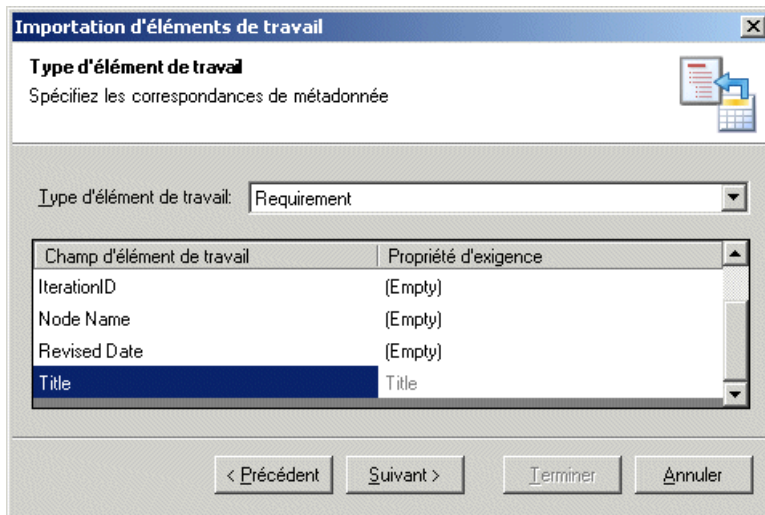 Importation d'éléments de travail
Type d'élément de travail
Spécifiez les correspondances de métadonnée
Type d'élément de travail: Requirement
Champ d'élément de travail Propriété d'exigence
IterationID (Empty)
Node Name (Empty)
Revised Date (Empty)
Title Title
< Précédent Suivant > Terminer Annuler